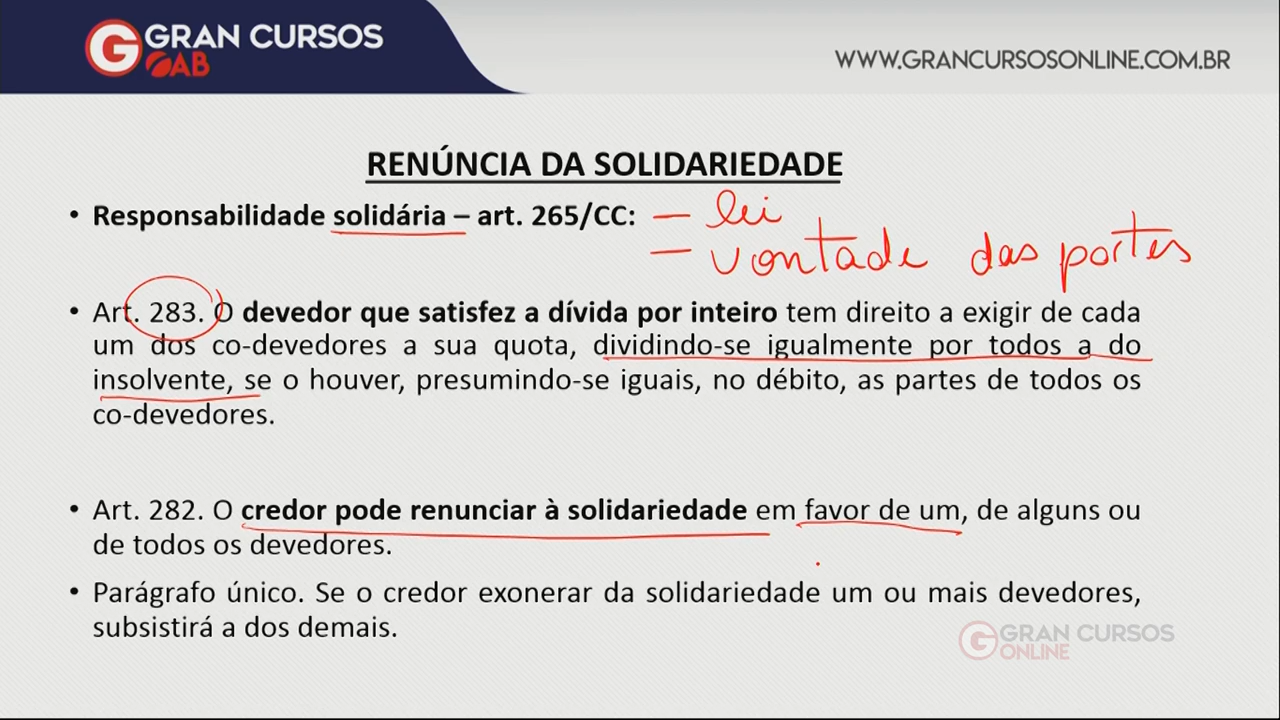 GRAN CURSOS
OAB
WWW.GRANCURSOSONLINE.COM.BR
RENÚNCIA DA SOLIDARIEDADE
• Responsabilidade solidária – art. 265/CC: — lei
— vontade das partes
• Art. 283. O devedor que satisfez a dívida por inteiro tem direito a exigir de cada
um dos co-devedores a sua quota, dividindo-se igualmente por todos a do
insolvente, se o houver, presumindo-se iguais, no débito, as partes de todos os
co-devedores.
• Art. 282. O credor pode renunciar à solidariedade em favor de um, de alguns ou
de todos os devedores.
• Parágrafo único. Se o credor exonerar da solidariedade um ou mais devedores,
subsistirá a dos demais.
GRAN CURSOS
ONLINE